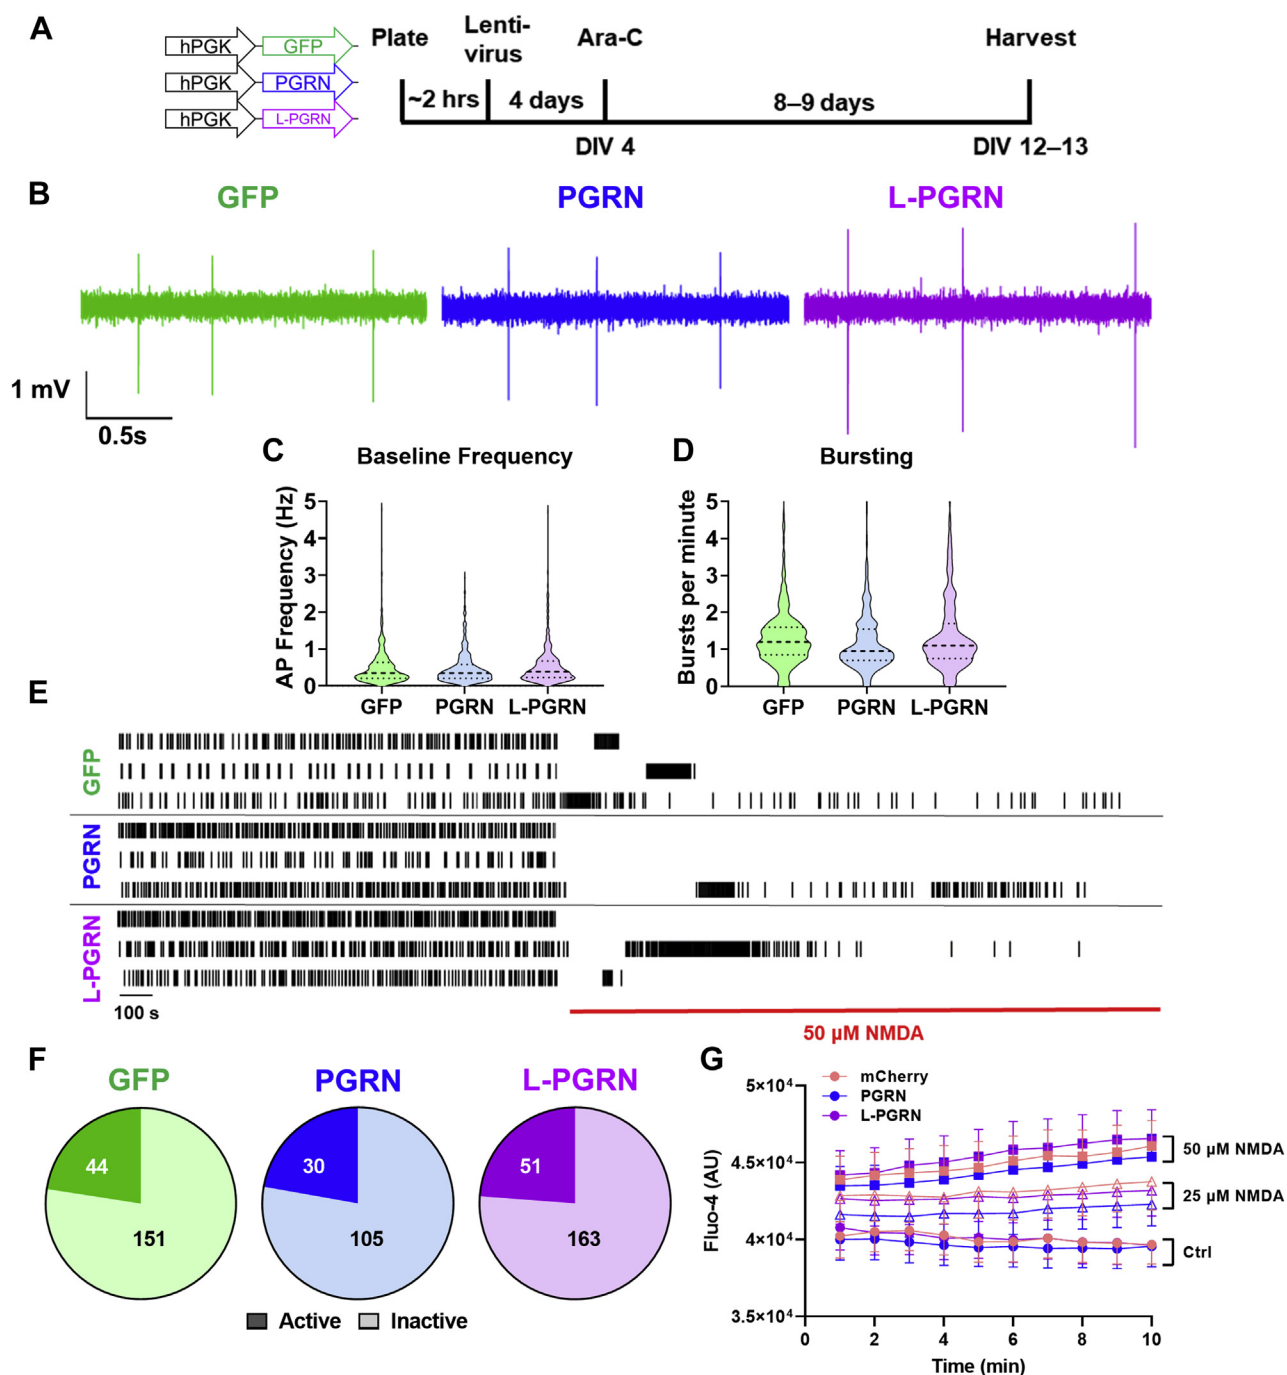 A
hPGK GFP
hPGK PGRN
hPGK L-PGRN
Plate
Lenti-
virus
Ara-C
Harvest
~2 hrs
4 days
8–9 days
DIV 4
DIV 12–13
B
GFP
PGRN
L-PGRN
1 mV
0.5s
C
Baseline Frequency
AP Frequency (Hz)
5
4
3
2
1
0
GFP
PGRN
L-PGRN
D
Bursting
Bursts per minute
5
4
3
2
1
0
GFP
PGRN
L-PGRN
E
GFP
PGRN
L-PGRN
100 s
50 µM NMDA
F
GFP
PGRN
L-PGRN
44
151
30
105
51
163
Active
Inactive
G
mCherry
PGRN
L-PGRN
Fluo-4 (AU)
5×10⁴
4.5×10⁴
4×10⁴
3.5×10⁴
50 µM NMDA
25 µM NMDA
Ctrl
0
2
4
6
8
10
Time (min)